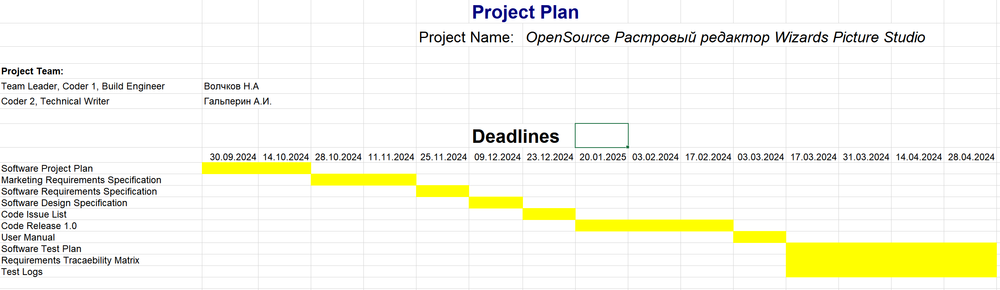 Project Plan
Project Name: OpenSource Растровый редактор Wizards Picture Studio
Project Team:
Team Leader, Coder 1, Build Engineer Волчков Н.А
Coder 2, Technical Writer Гальперин А.И.
Deadlines
30.09.2024 14.10.2024 28.10.2024 11.11.2024 25.11.2024 09.12.2024 23.12.2024 20.01.2025 03.02.2024 17.02.2024 03.03.2024 17.03.2024 31.03.2024 14.04.2024 28.04.2024
Software Project Plan
Marketing Requirements Specification
Software Requirements Specification
Software Design Specification
Code Issue List
Code Release 1.0
User Manual
Software Test Plan
Requirements Tracaebility Matrix
Test Logs